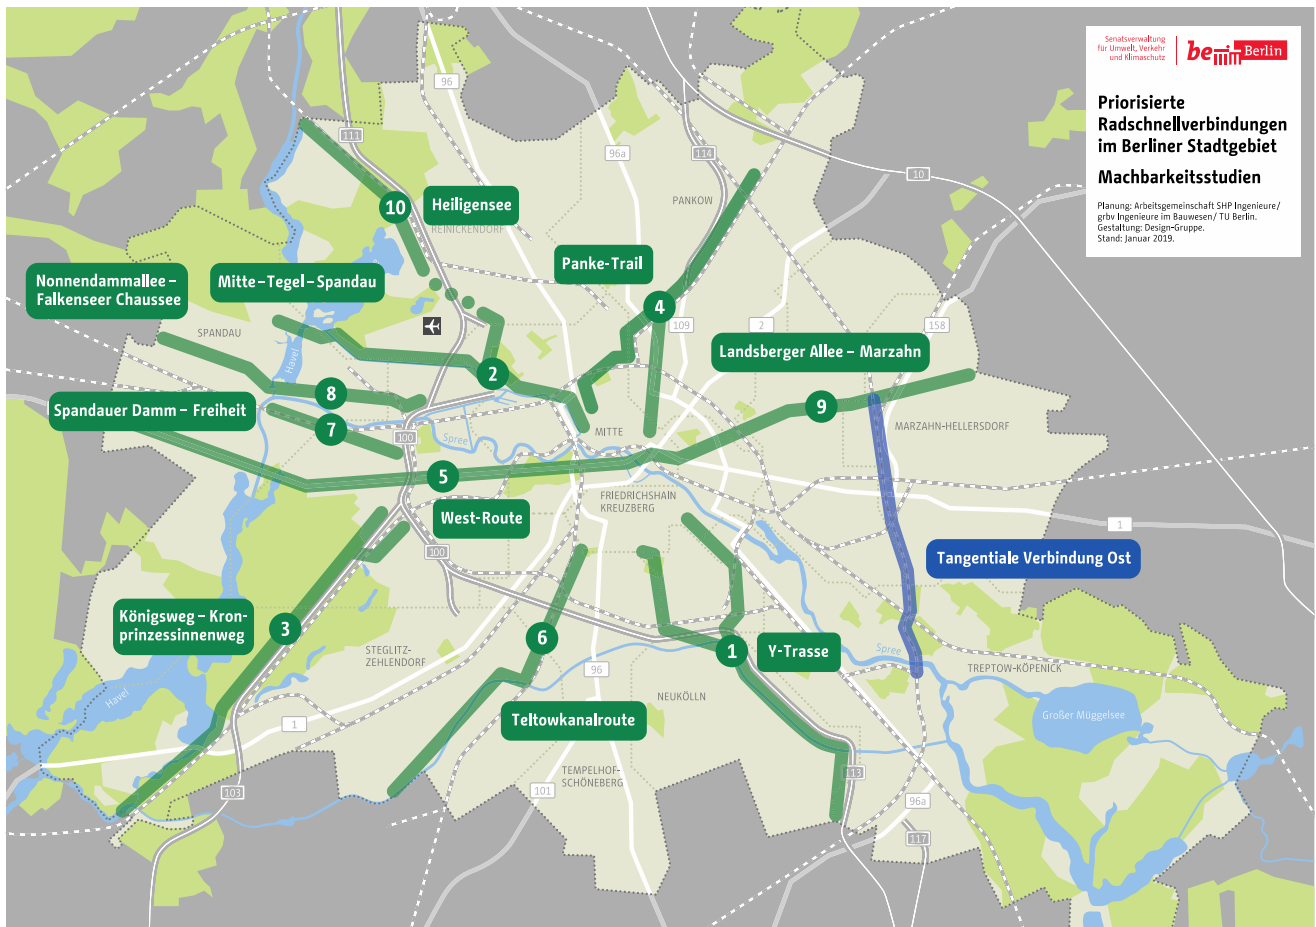 Senatsverwaltung
für Umwelt, Verkehr
und Klimaschutz
be Berlin
Priorisierte
Radschnellverbindungen
im Berliner Stadtgebiet
Machbarkeitsstudien
Planung: Arbeitsgemeinschaft SHP Ingenieure/
grbv Ingenieure im Bauwesen/ TU Berlin.
Gestaltung: Design-Gruppe.
Stand: Januar 2019.
96
111
96a
114
10
PANKOW
10
Heiligensee
REINICKENDORF
Panke-Trail
Nonnendammallee –
Falkenseer Chaussee
Mitte – Tegel – Spandau
4
109
2
158
SPANDAU
Havel
Landsberger Allee – Marzahn
2
8
9
Spandauer Damm – Freiheit
7
100
Spree
MITTE
MARZAHN-HELLERSDORF
5
FRIEDRICHSHAIN
KREUZBERG
West-Route
1
100
Tangentiale Verbindung Ost
Königsweg – Kron-
prinzessinnenweg
3
6
1
Y-Trasse
Spree
STEGLITZ-
ZEHLENDORF
TREPTOW-KÖPENICK
96
Havel
NEUKÖLLN
1
Teltowkanalroute
Großer Müggelsee
TEMPELHOF-
SCHÖNEBERG
113
103
101
96a
117